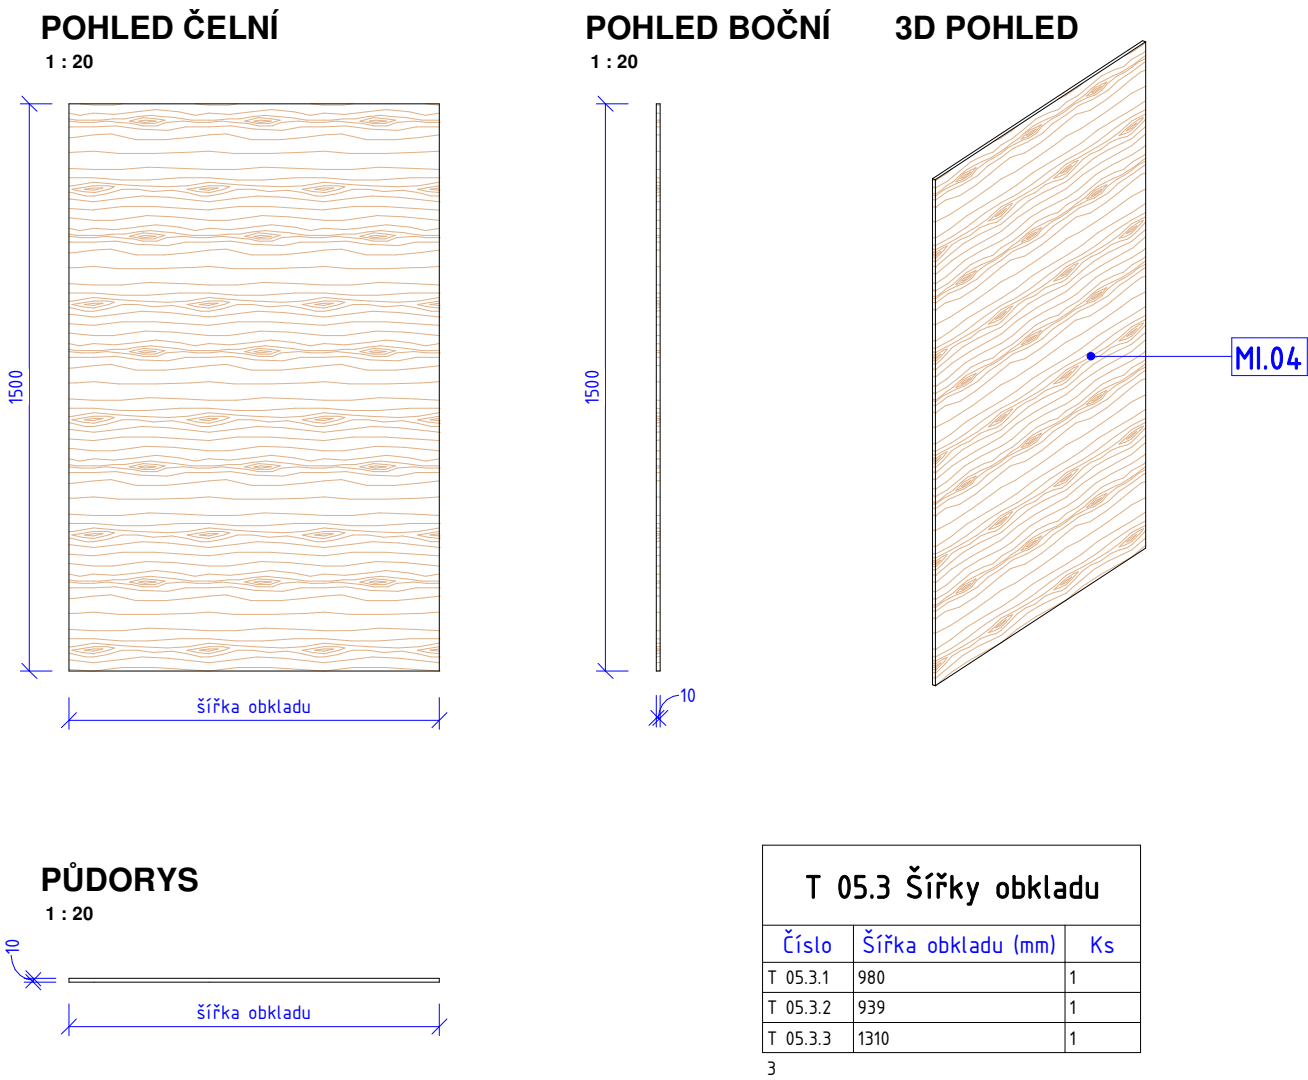 POHLED ČELNÍ
1 : 20
POHLED BOČNÍ
1 : 20
3D POHLED
1500
1500
MI.04
šířka obkladu
10
PŮDORYS
1 : 20
10
šířka obkladu
T 05.3 Šířky obkladu
Číslo Šířka obkladu (mm) Ks
T 05.3.1 980 1
T 05.3.2 939 1
T 05.3.3 1310 1
3